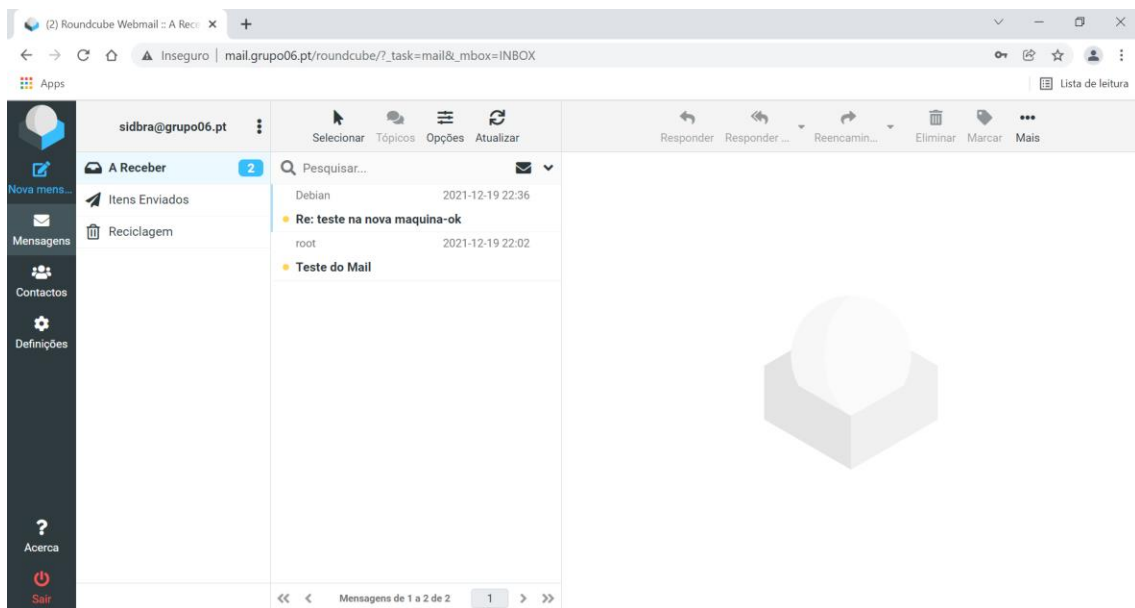 (2) Roundcube Webmail :: A Rece
Inseguro | mail.grupo06.pt/roundcube/?_task=mail&_mbox=INBOX
Apps
Lista de leitura
sidbra@grupo06.pt
Selecionar Tópicos Opções Atualizar
Responder Responder ... Reencamin... Eliminar Marcar Mais
Nova mens...
Mensagens
Contactos
Definições
Acerca
Sair
A Receber 2
Itens Enviados
Reciclagem
Pesquisar...
Debian 2021-12-19 22:36
Re: teste na nova maquina-ok
root 2021-12-19 22:02
Teste do Mail
Mensagens de 1 a 2 de 2 1